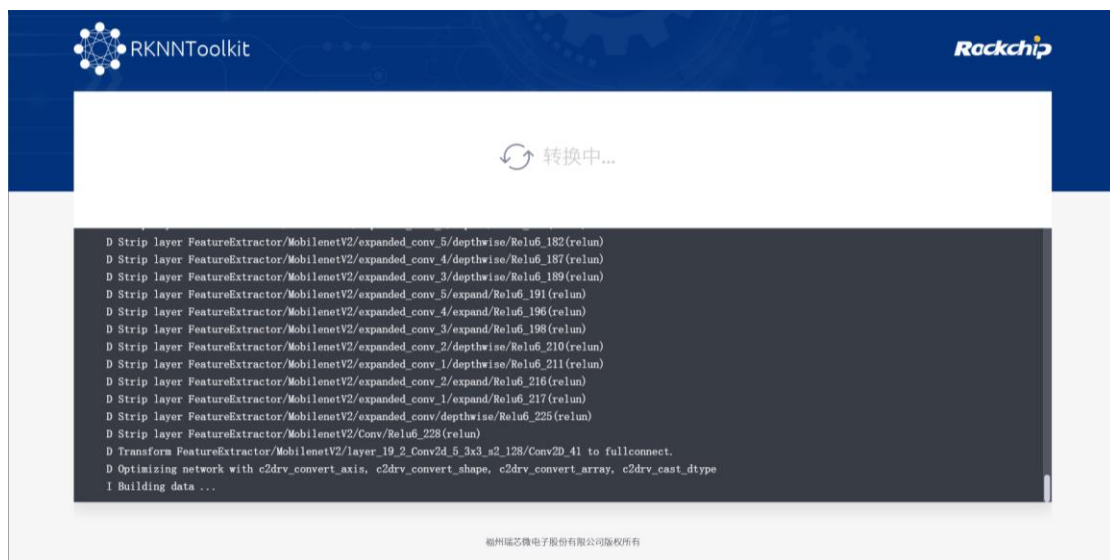 RKNNToolkit
Rockchip
转换中...
D Strip layer FeatureExtractor/MobilenetV2/expanded_conv_5/depthwise/Relu6_182(relun)
D Strip layer FeatureExtractor/MobilenetV2/expanded_conv_4/depthwise/Relu6_187(relun)
D Strip layer FeatureExtractor/MobilenetV2/expanded_conv_3/depthwise/Relu6_189(relun)
D Strip layer FeatureExtractor/MobilenetV2/expanded_conv_5/expand/Relu6_191(relun)
D Strip layer FeatureExtractor/MobilenetV2/expanded_conv_4/expand/Relu6_196(relun)
D Strip layer FeatureExtractor/MobilenetV2/expanded_conv_3/expand/Relu6_198(relun)
D Strip layer FeatureExtractor/MobilenetV2/expanded_conv_2/depthwise/Relu6_210(relun)
D Strip layer FeatureExtractor/MobilenetV2/expanded_conv_1/depthwise/Relu6_211(relun)
D Strip layer FeatureExtractor/MobilenetV2/expanded_conv_2/expand/Relu6_216(relun)
D Strip layer FeatureExtractor/MobilenetV2/expanded_conv_1/expand/Relu6_217(relun)
D Strip layer FeatureExtractor/MobilenetV2/expanded_conv/depthwise/Relu6_225(relun)
D Strip layer FeatureExtractor/MobilenetV2/Conv/Relu6_228(relun)
D Transform FeatureExtractor/MobilenetV2/layer_19_2_Conv2d_5_3x3_s2_128/Conv2D_41 to fullconnect.
D Optimizing network with c2drv_convert_axis, c2drv_convert_shape, c2drv_convert_array, c2drv_cast_dtype
I Building data ...
福州瑞芯微电子股份有限公司版权所有